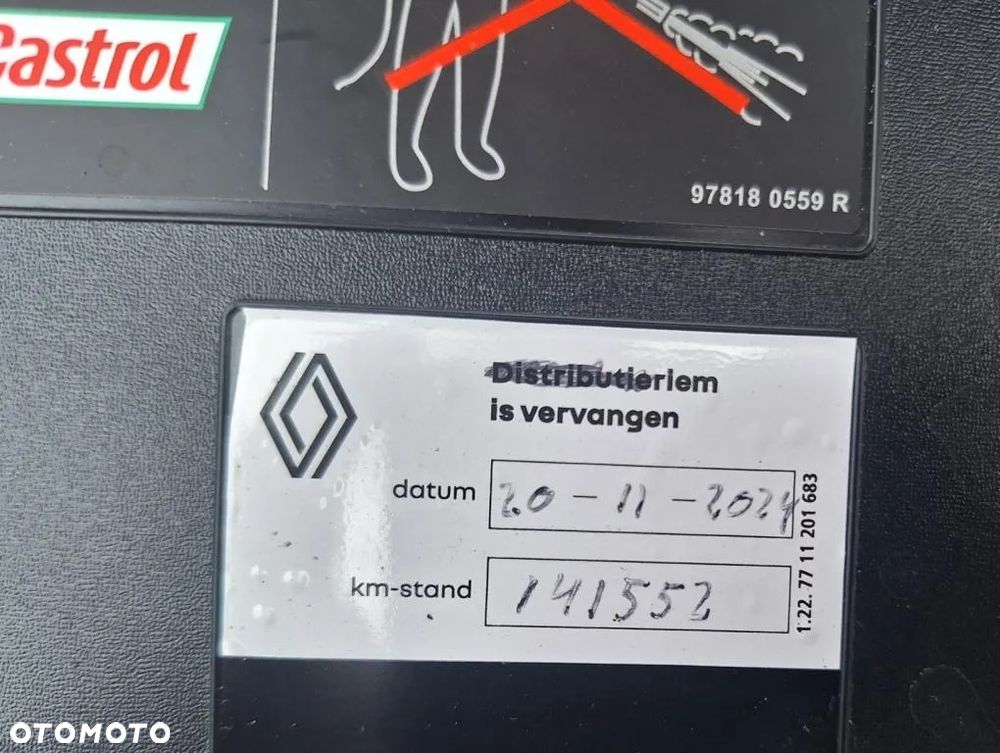 Castrol
97818 0559 R
Distributieriem
is vervangen
datum 20 - 11 - 2024
km-stand 141552
1.22. 77 11 201 683
OTOMOTO